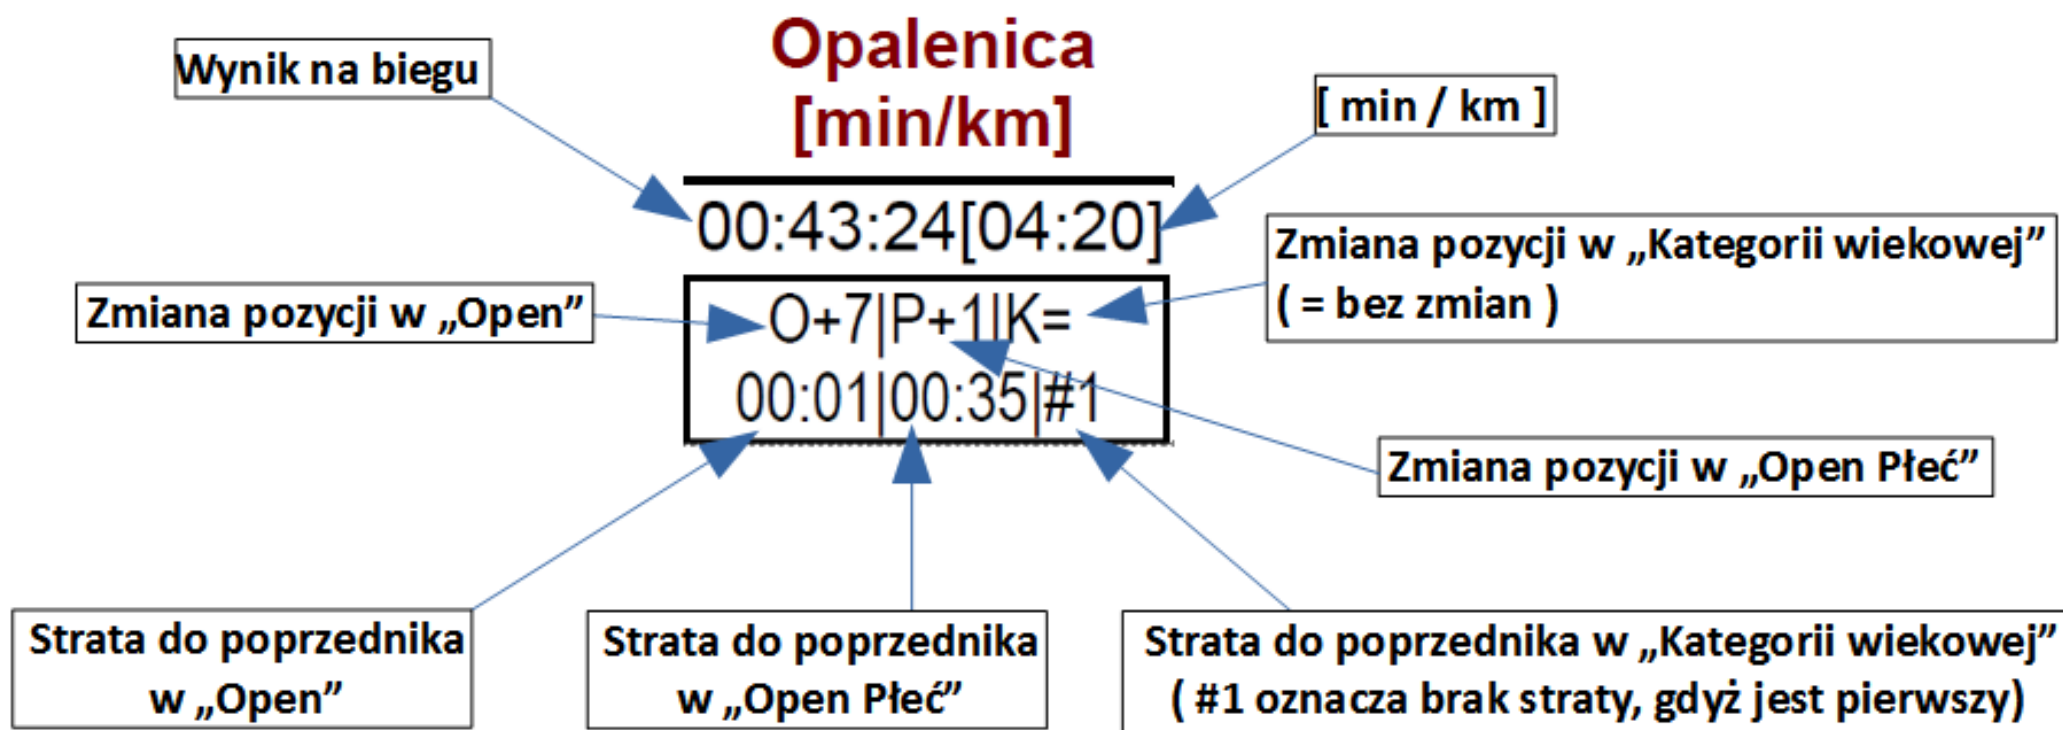 Opalenica
[min/km]
Wynik na biegu
[ min / km ]
00:43:24[04:20]
Zmiana pozycji w „Kategorii wiekowej”
( = bez zmian )
Zmiana pozycji w „Open”
O+7|P+1|K=
00:01|00:35|#1
Zmiana pozycji w „Open Płeć”
Strata do poprzednika
w „Open”
Strata do poprzednika
w „Open Płeć”
Strata do poprzednika w „Kategorii wiekowej”
( #1 oznacza brak straty, gdyż jest pierwszy)